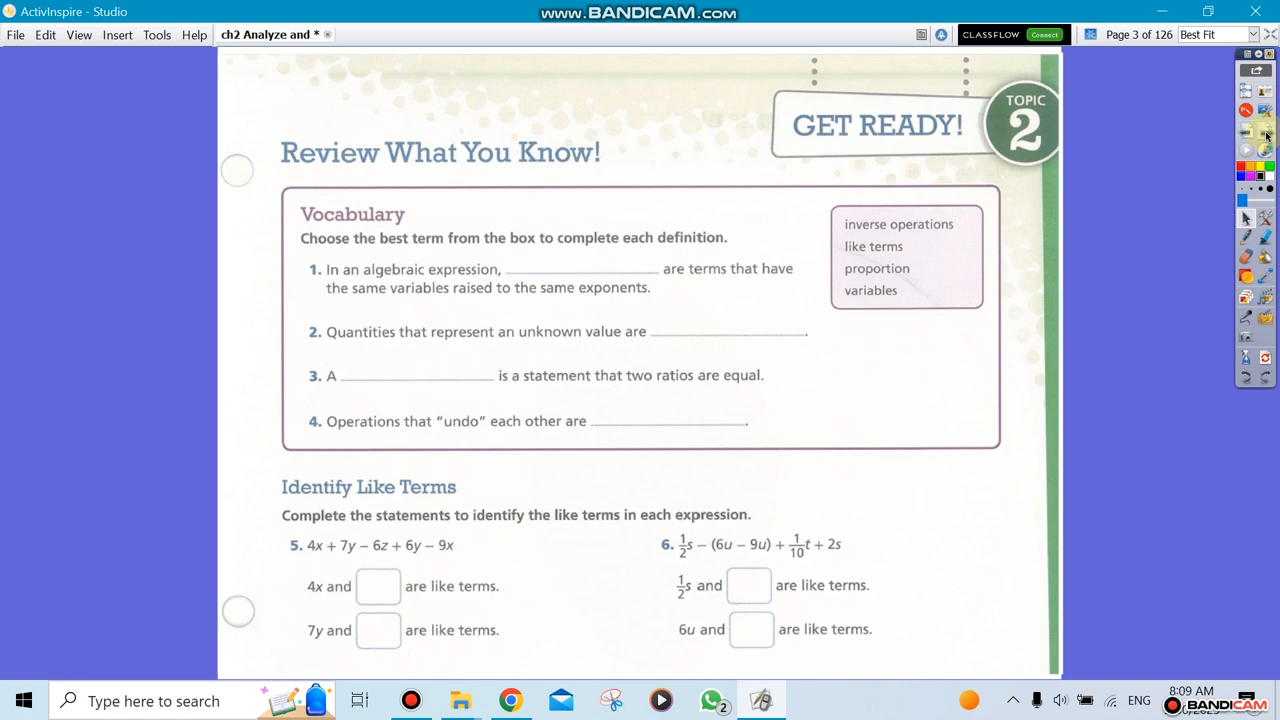 ActivInspire - Studio
www.BANDICAM.com
File Edit View Insert Tools Help
ch2 Analyze and *
CLASSFLOW Connect
Page 3 of 126
Best Fit
GET READY!
TOPIC
2
Review What You Know!
Vocabulary
Choose the best term from the box to complete each definition.
inverse operations
like terms
proportion
variables
1. In an algebraic expression, ____________ are terms that have
the same variables raised to the same exponents.
2. Quantities that represent an unknown value are ____________.
3. A ____________ is a statement that two ratios are equal.
4. Operations that “undo” each other are ____________.
Identify Like Terms
Complete the statements to identify the like terms in each expression.
5. 4x + 7y – 6z + 6y – 9x
4x and are like terms.
7y and are like terms.
6. 1/2s – (6u – 9u) + 1/10t + 2s
1/2s and are like terms.
6u and are like terms.
Type here to search
2
ENG
8:09 AM
BANDICAM